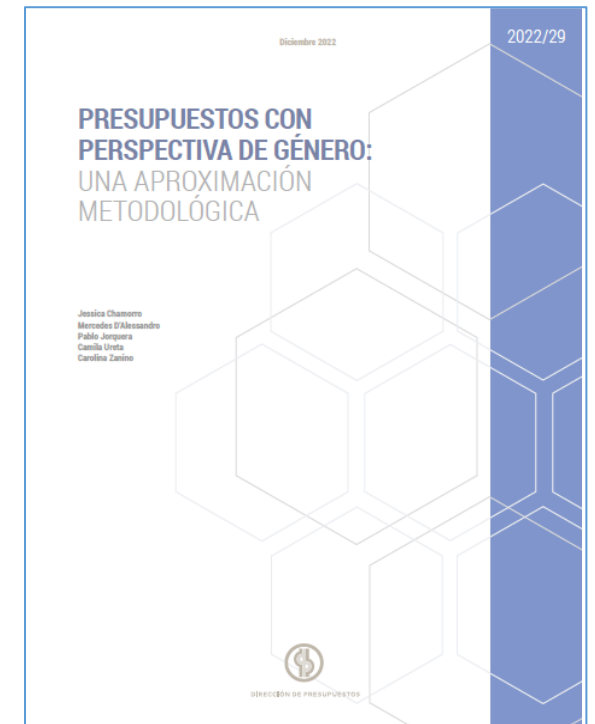 Diciembre 2022
2022/29
PRESUPUESTOS CON
PERSPECTIVA DE GÉNERO:
UNA APROXIMACIÓN
METODOLÓGICA
Jessica Chamorro
Mercedes D'Alessandro
Pablo Jorquera
Camila Ureta
Carolina Zanino
DIRECCIÓN DE PRESUPUESTOS